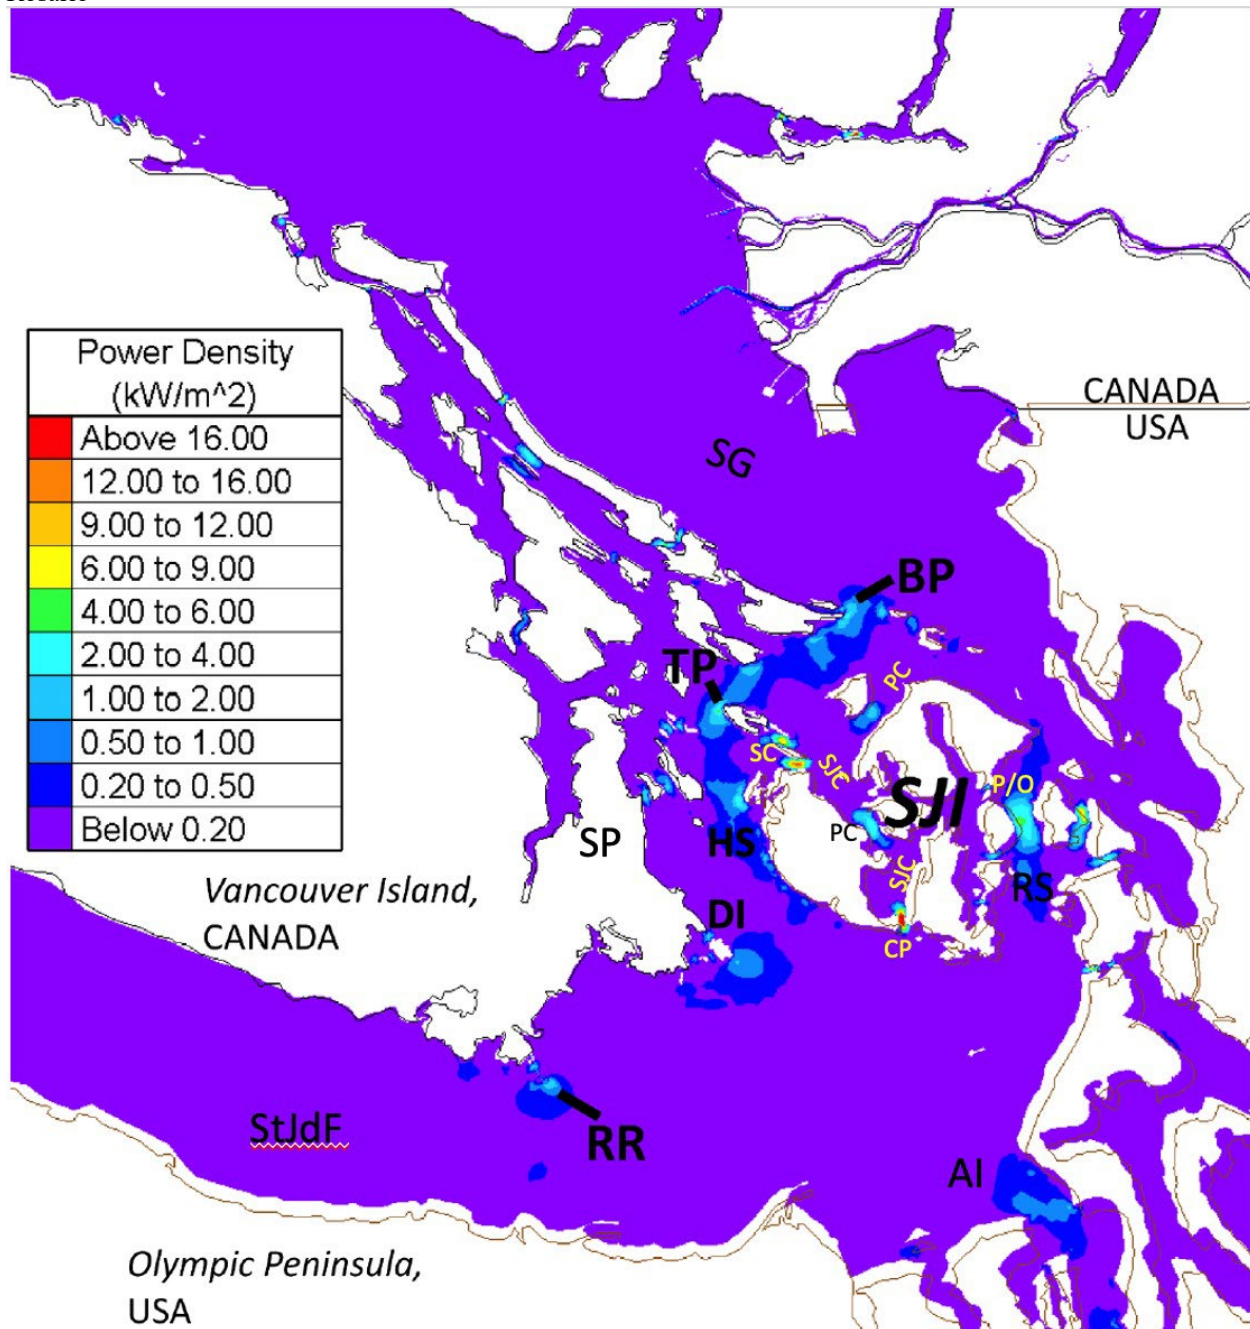 Power Density
(kW/m^2)
Above 16.00
12.00 to 16.00
9.00 to 12.00
6.00 to 9.00
4.00 to 6.00
2.00 to 4.00
1.00 to 2.00
0.50 to 1.00
0.20 to 0.50
Below 0.20
CANADA
USA
SG
BP
TP
PC
SC
SJC
SJI
P/O
PC
SP
HS
SJC
RS
Vancouver Island,
CANADA
DI
CP
StJdF
RR
AI
Olympic Peninsula,
USA